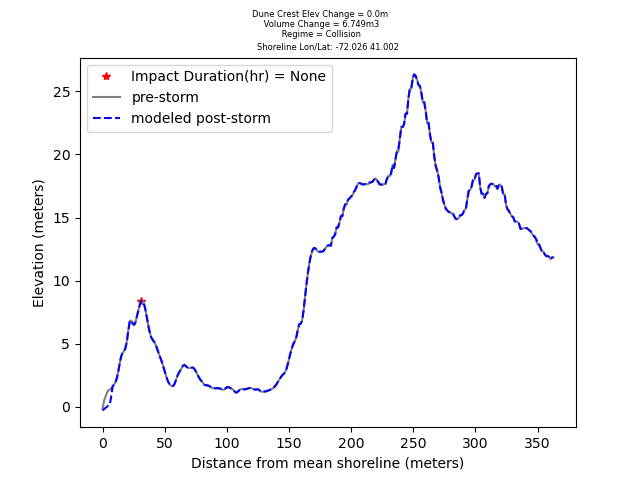 Dune Crest Elev Change = 0.0m
Volume Change = 6.749m3
Regime = Collision
Shoreline Lon/Lat: -72.026 41.002
Impact Duration(hr) = None
pre-storm
modeled post-storm
Elevation (meters)
25
20
15
10
5
0
0 50 100 150 200 250 300 350
Distance from mean shoreline (meters)